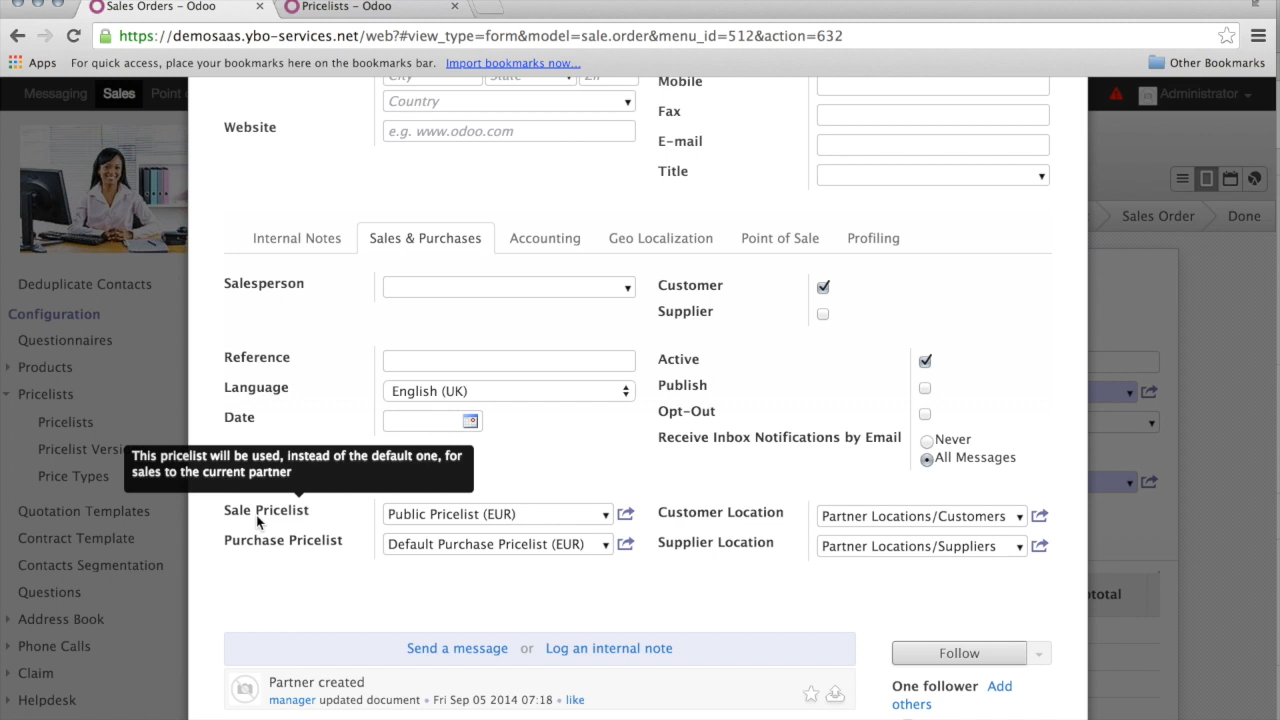 Sales Orders - Odoo
Pricelists - Odoo
https://demosaas.ybo-services.net/web?#view_type=form&model=sale.order&menu_id=512&action=632
Apps
For quick access, place your bookmarks here on the bookmarks bar.
Import bookmarks now...
Other Bookmarks
Messaging
Sales
Point
Administrator
City
State
Zip
Mobile
Country
Fax
Website
e.g. www.odoo.com
E-mail
Title
Sales Order
Done
Internal Notes
Sales & Purchases
Accounting
Geo Localization
Point of Sale
Profiling
Deduplicate Contacts
Configuration
Questionnaires
Products
Pricelists
Pricelists
Pricelist Versi
Price Types
Quotation Templates
Contract Template
Contacts Segmentation
Questions
Address Book
Phone Calls
Claim
Helpdesk
Salesperson
Customer
Supplier
Reference
Language
English (UK)
Date
Active
Publish
Opt-Out
Receive Inbox Notifications by Email
Never
All Messages
This pricelist will be used, instead of the default one, for
sales to the current partner
Sale Pricelist
Public Pricelist (EUR)
Purchase Pricelist
Default Purchase Pricelist (EUR)
Customer Location
Partner Locations/Customers
Supplier Location
Partner Locations/Suppliers
total
Send a message or Log an internal note
Follow
Partner created
manager updated document • Fri Sep 05 2014 07:18 • like
One follower Add
others